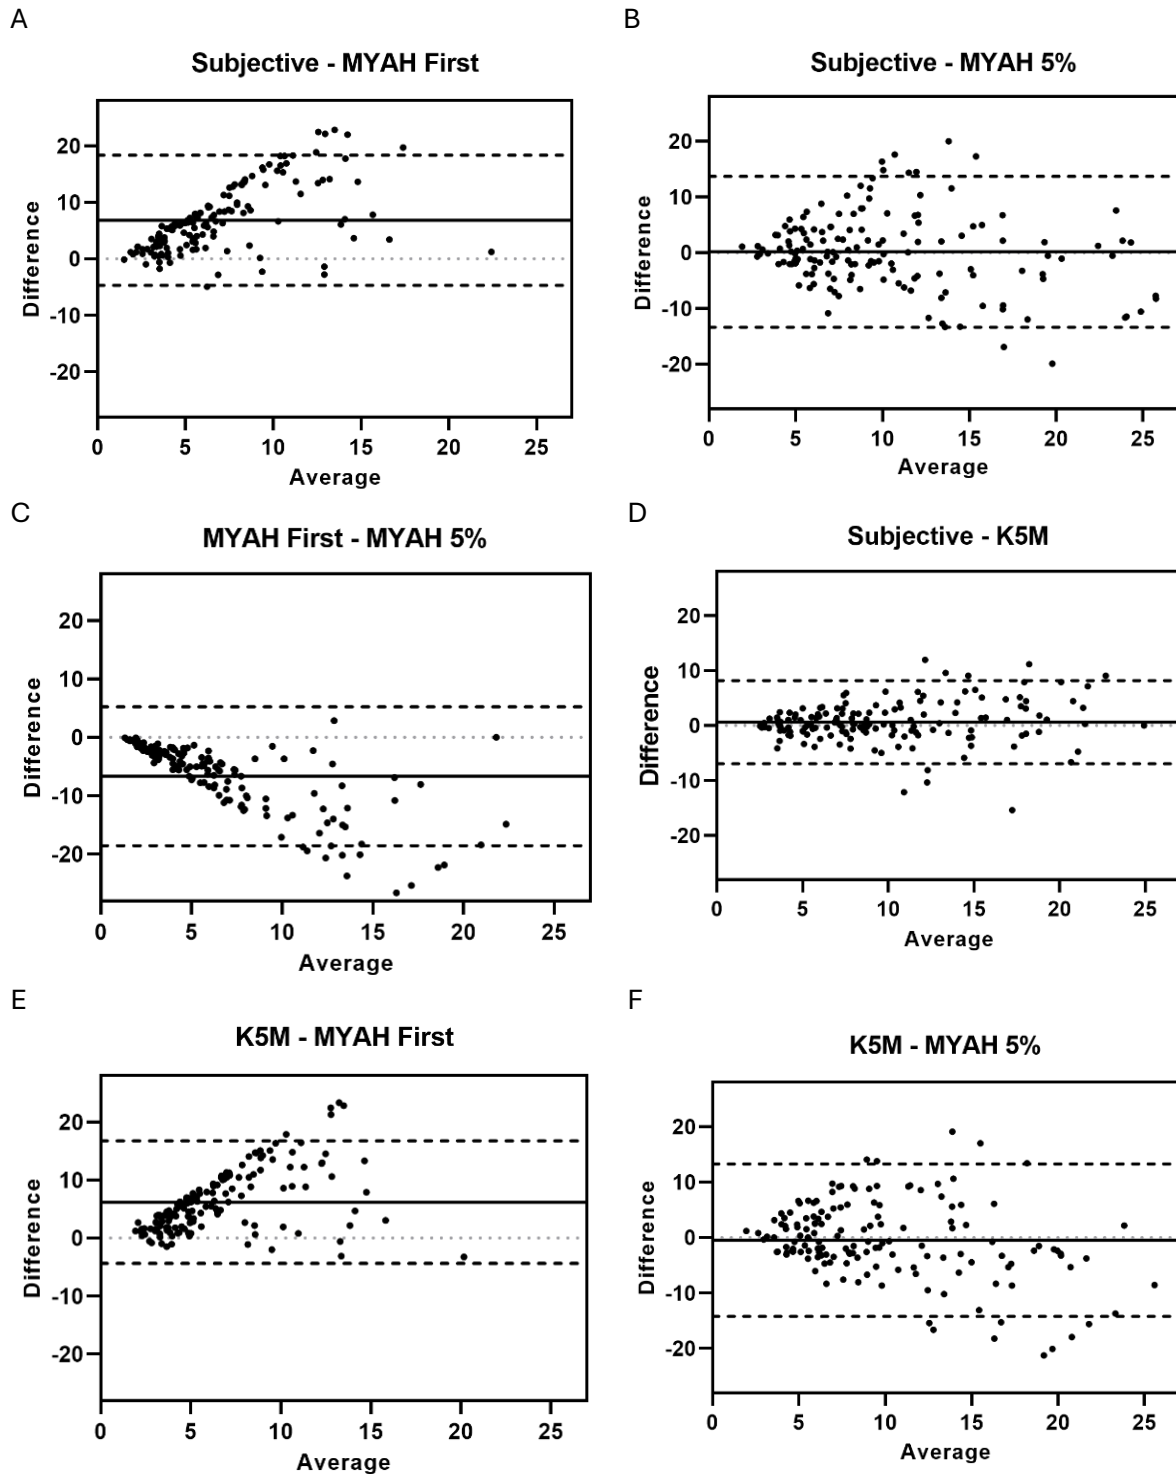 A
Subjective - MYAH First
Difference
20
10
0
-10
-20
0 5 10 15 20 25
Average
B
Subjective - MYAH 5%
Difference
20
10
0
-10
-20
0 5 10 15 20 25
Average
C
MYAH First - MYAH 5%
Difference
20
10
0
-10
-20
0 5 10 15 20 25
Average
D
Subjective - K5M
Difference
20
10
0
-10
-20
0 5 10 15 20 25
Average
E
K5M - MYAH First
Difference
20
10
0
-10
-20
0 5 10 15 20 25
Average
F
K5M - MYAH 5%
Difference
20
10
0
-10
-20
0 5 10 15 20 25
Average